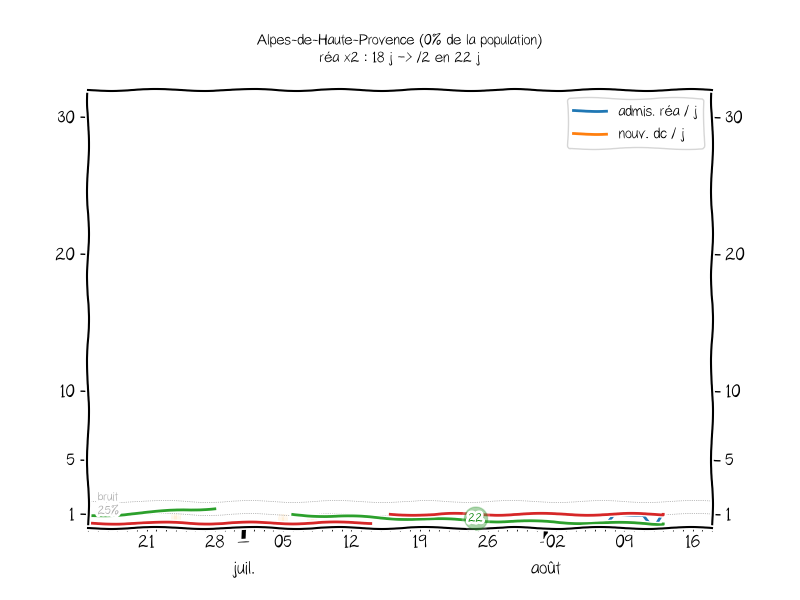 Alpes-de-Haute-Provence (0% de la population)
réa x2 : 18 j -> /2 en 22 j
admis. réa / j
nouv. dc / j
30
30
20
20
10
10
5
5
bruit
25%
22
1
1
21 28 05 12 19 26 02 09 16
juil. août